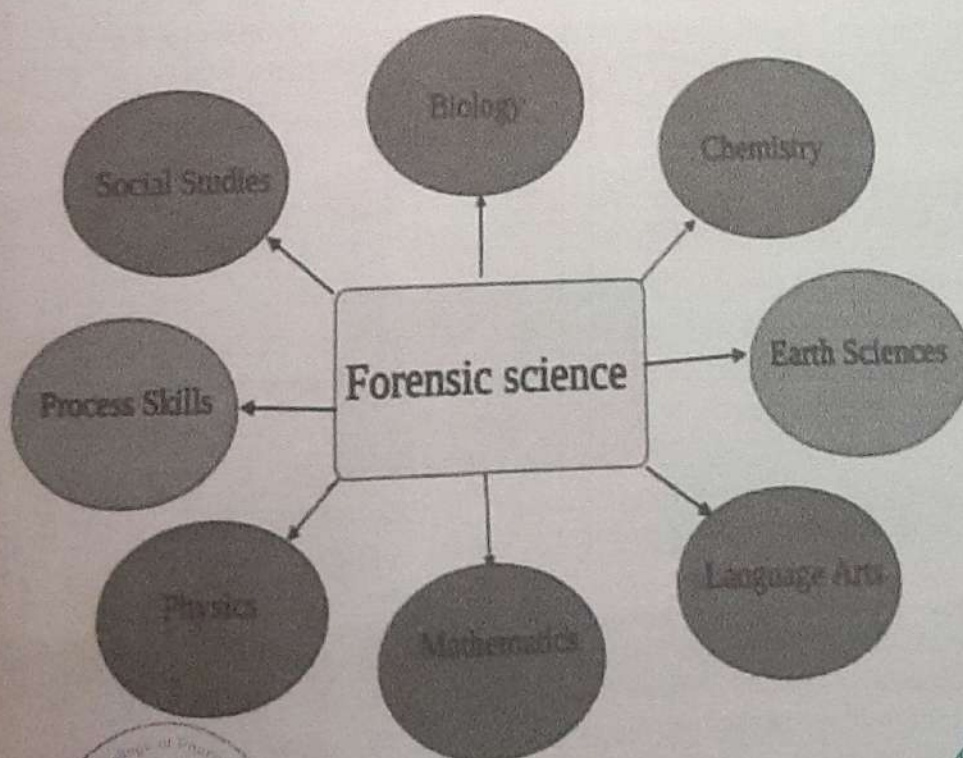 Biology
Chemistry
Social Studies
Earth Sciences
Forensic science
Process Skills
Language Arts
Physics
Mathematics